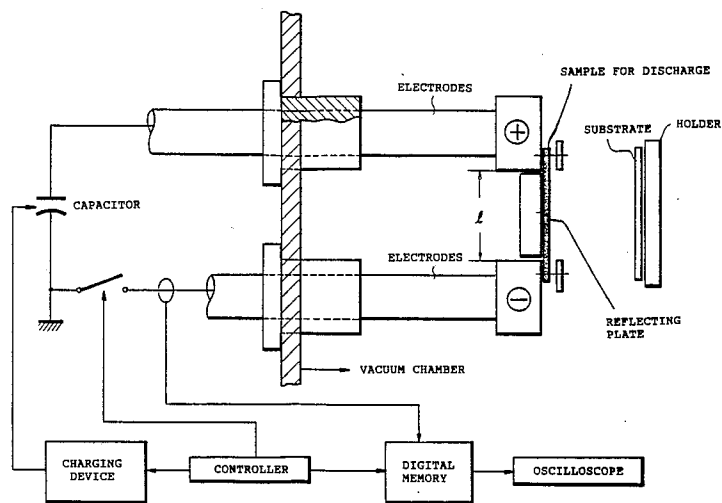 SAMPLE FOR DISCHARGE
ELECTRODES
HOLDER
SUBSTRATE
+
CAPACITOR
ℓ
ELECTRODES
−
REFLECTING
PLATE
VACUUM CHAMBER
CHARGING
DEVICE
CONTROLLER
DIGITAL
MEMORY
OSCILLOSCOPE